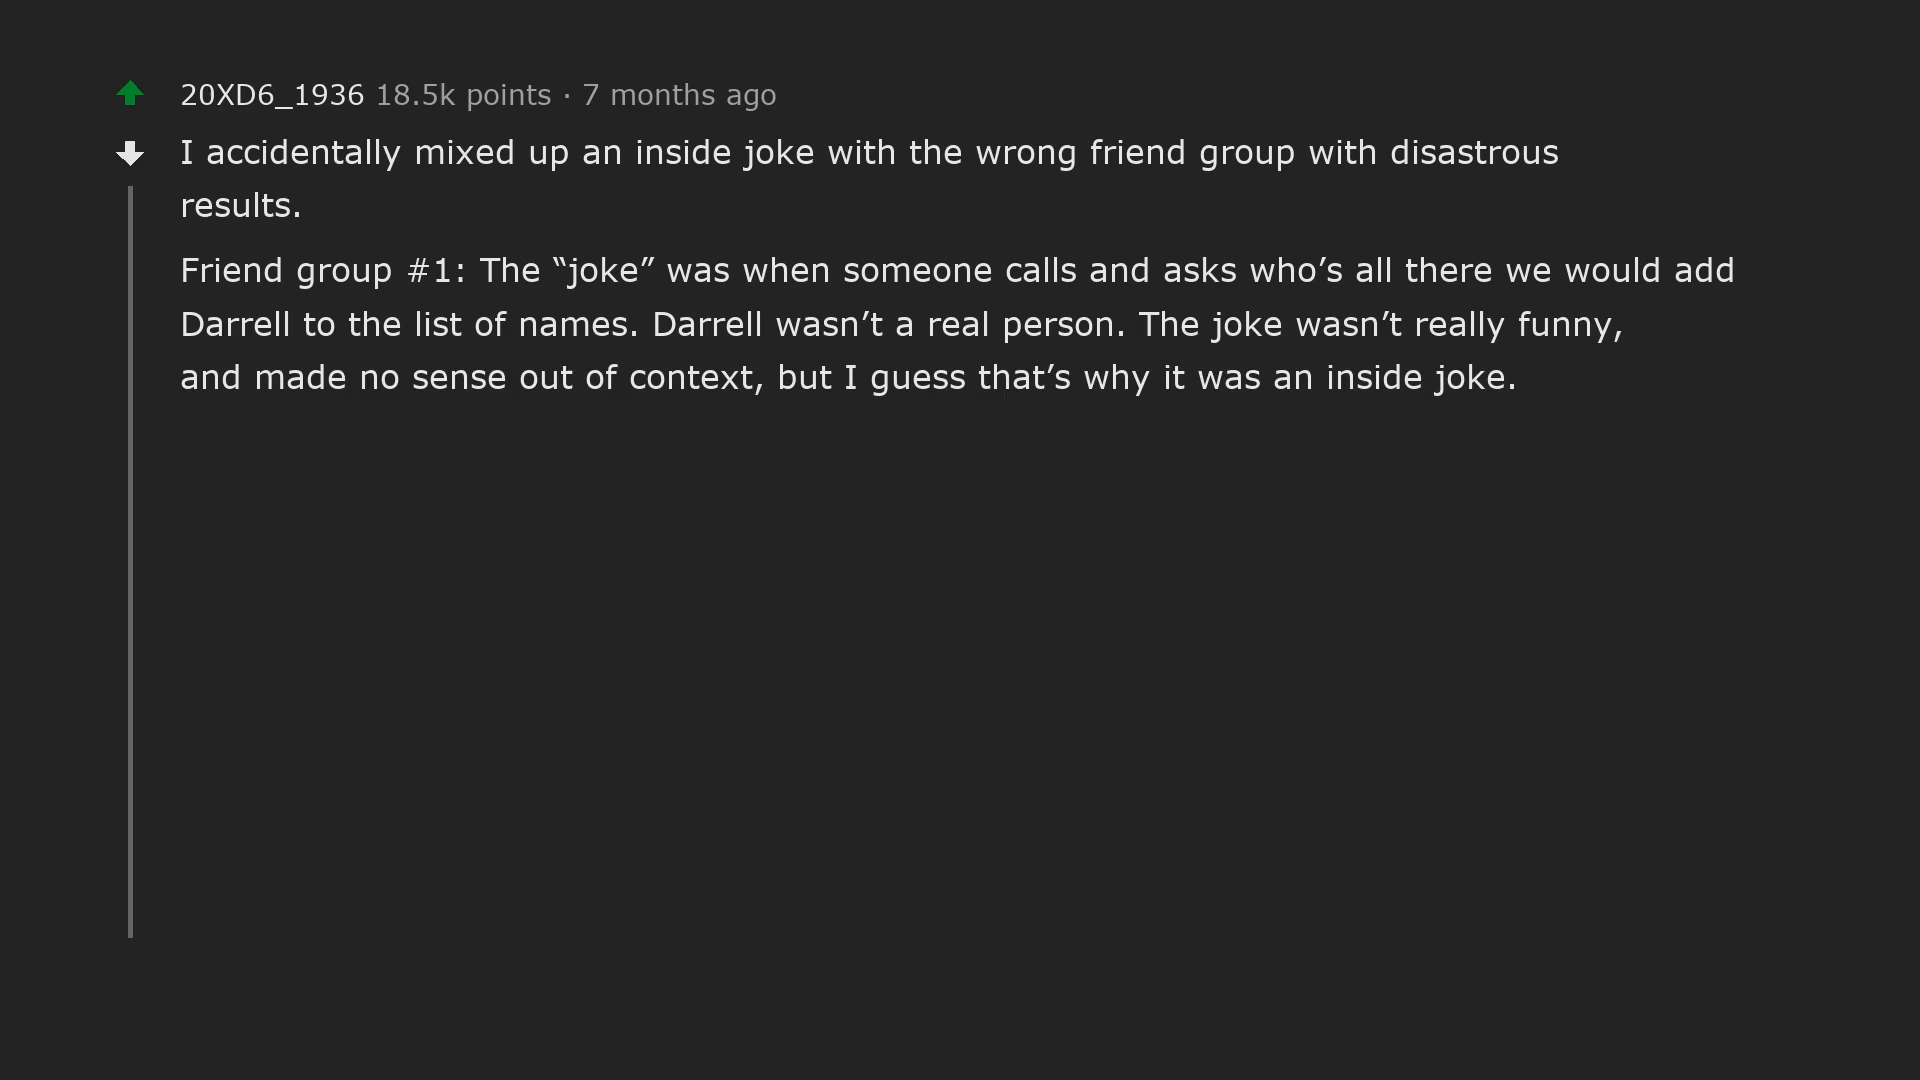 20XD6_1936 18.5k points · 7 months ago
I accidentally mixed up an inside joke with the wrong friend group with disastrous
results.
Friend group #1: The “joke” was when someone calls and asks who’s all there we would add
Darrell to the list of names. Darrell wasn’t a real person. The joke wasn’t really funny,
and made no sense out of context, but I guess that’s why it was an inside joke.